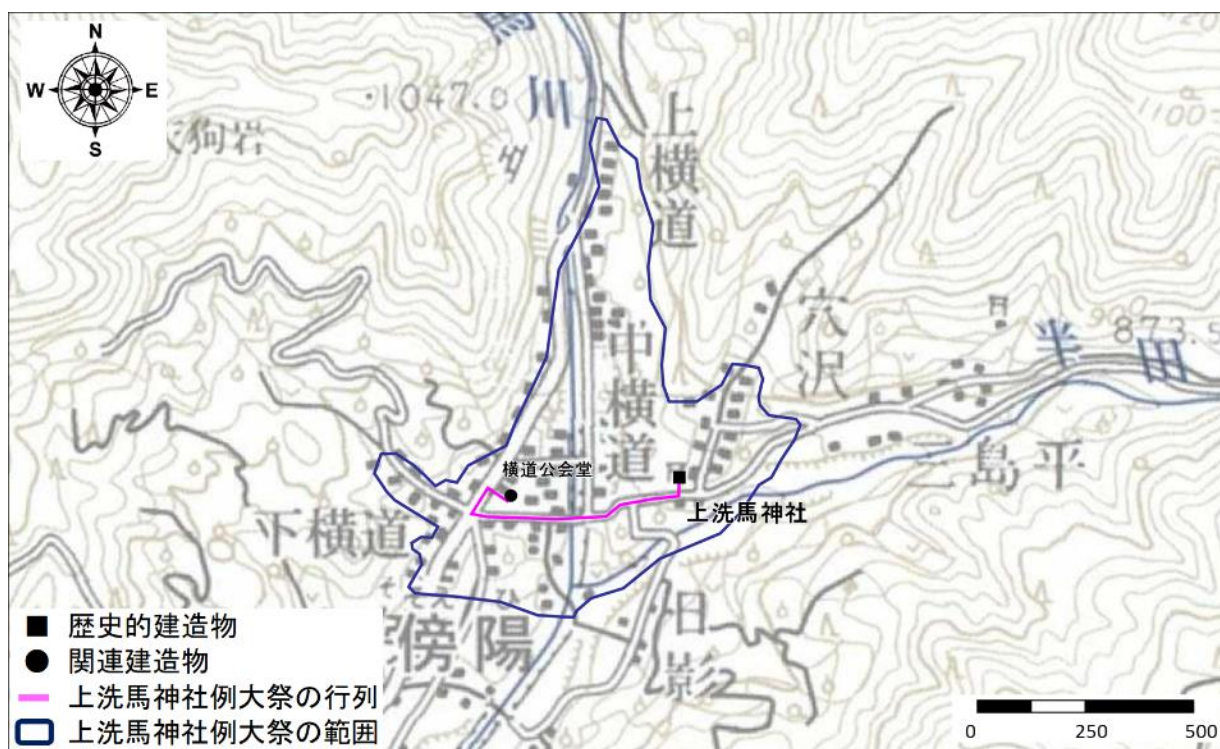 N
W
E
S
・1047.0
川
狗岩
上横道
穴沢
873.5
半田
中横道
三島平
横道公会堂
上洗馬神社
下横道
傍陽
日影
■ 歴史的建造物
● 関連建造物
上洗馬神社例大祭の行列
上洗馬神社例大祭の範囲
0 250 500